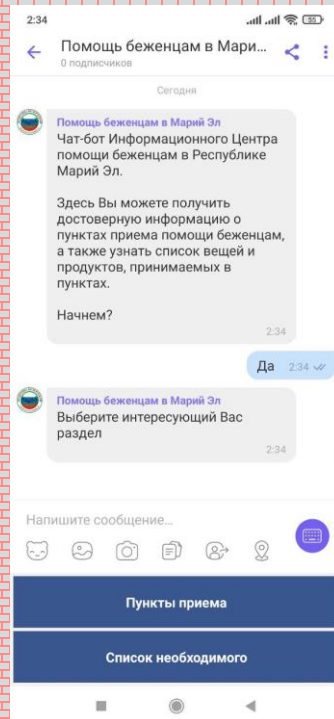 2:34
55
Помощь беженцам в Мари...
0 подписчиков
Сегодня
Помощь беженцам в Марий Эл
Чат-бот Информационного Центра
помощи беженцам в Республике
Марий Эл.
Здесь Вы можете получить
достоверную информацию о
пунктах приема помощи беженцам,
а также узнать список вещей и
продуктов, принимаемых в
пунктах.
Начнем?
2:34
Да 2:34
Помощь беженцам в Марий Эл
Выберите интересующий Вас
раздел
2:34
Напишите сообщение...
Пункты приема
Список необходимого